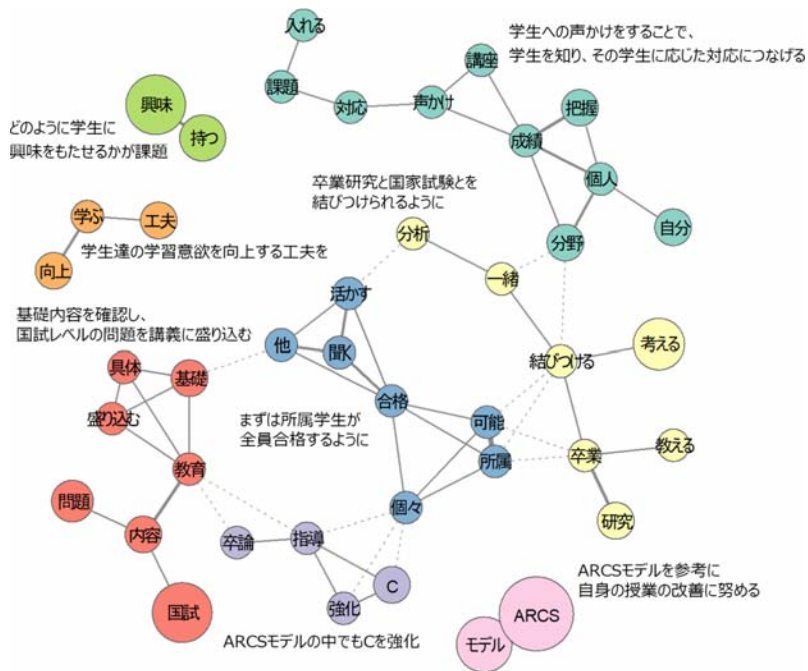 入れる
学生への声かけをすることで、
学生を知り、その学生に応じた対応につなげる
講座
課題
対応
声かけ
把握
成績
個人
自分
分野
興味
持つ
どのように学生に
興味をもたせるかが課題
卒業研究と国家試験とを
結びつけられるように
学ぶ
工夫
向上
学生達の学習意欲を向上する工夫を
分析
一緒
結びつける
考える
卒業
教える
研究
基礎内容を確認し、
国試レベルの問題を講義に盛り込む
具体
基礎
盛り込む
教育
問題
内容
国試
活かす
他
聞く
合格
可能
所属
個々
まずは所属学生が
全員合格するように
卒論
指導
強化
C
ARCSモデルの中でもCを強化
ARCSモデルを参考に
自身の授業の改善に努める
ARCS
モデル